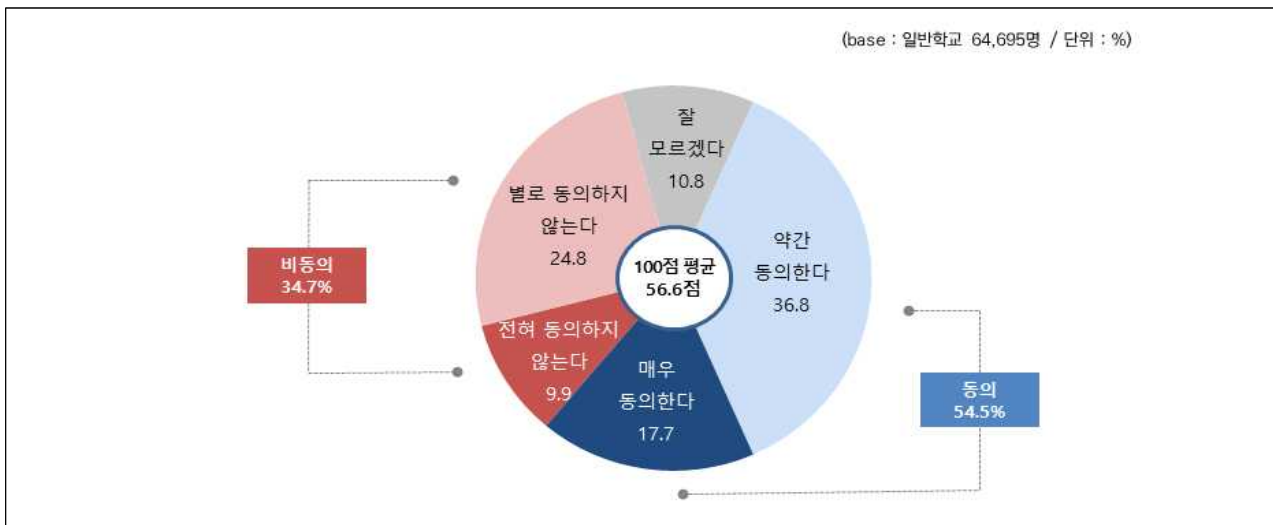 (base : 일반학교 64,695명 / 단위 : %)
잘
모르겠다
10.8
별로 동의하지
않는다
24.8
약간
동의한다
36.8
100점 평균
56.6점
비동의
34.7%
전혀 동의하지
않는다
9.9
매우
동의한다
17.7
동의
54.5%